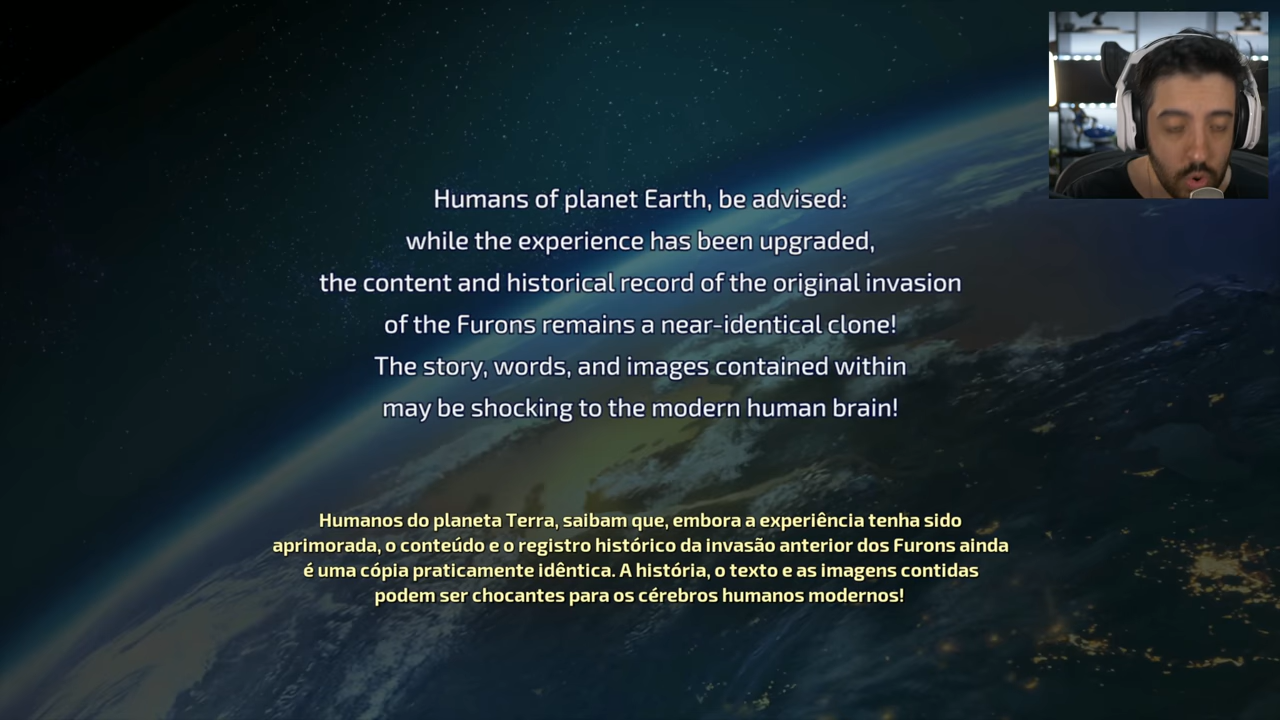 Humans of planet Earth, be advised:
while the experience has been upgraded,
the content and historical record of the original invasion
of the Furons remains a near-identical clone!
The story, words, and images contained within
may be shocking to the modern human brain!
Humanos do planeta Terra, saibam que, embora a experiência tenha sido
aprimorada, o conteúdo e o registro histórico da invasão anterior dos Furons ainda
é uma cópia praticamente idêntica. A história, o texto e as imagens contidas
podem ser chocantes para os cérebros humanos modernos!